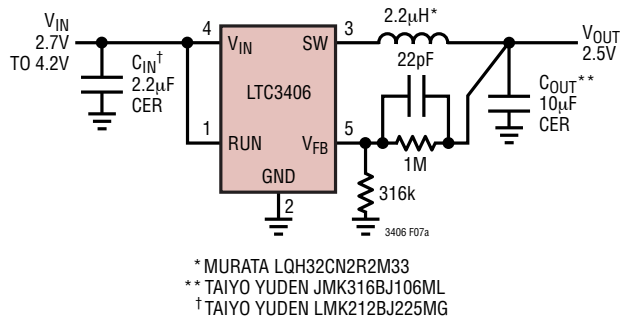 VIN
2.7V
TO 4.2V
CIN†
2.2µF
CER
4
VIN
SW
3
2.2µH*
22pF
VOUT
2.5V
COUT**
10µF
CER
LTC3406
1
RUN
VFB
5
1M
GND
2
316k
3406 F07a
*MURATA LQH32CN2R2M33
**TAIYO YUDEN JMK316BJ106ML
†TAIYO YUDEN LMK212BJ225MG